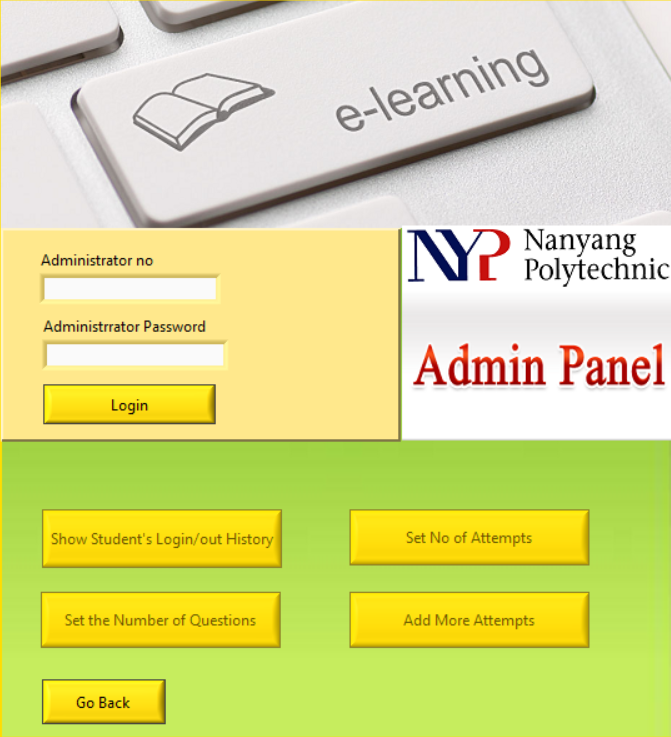 e-learning
Administrator no
NYP Nanyang
Polytechnic
Administrrator Password
Admin Panel
Login
Show Student's Login/out History
Set No of Attempts
Set the Number of Questions
Add More Attempts
Go Back